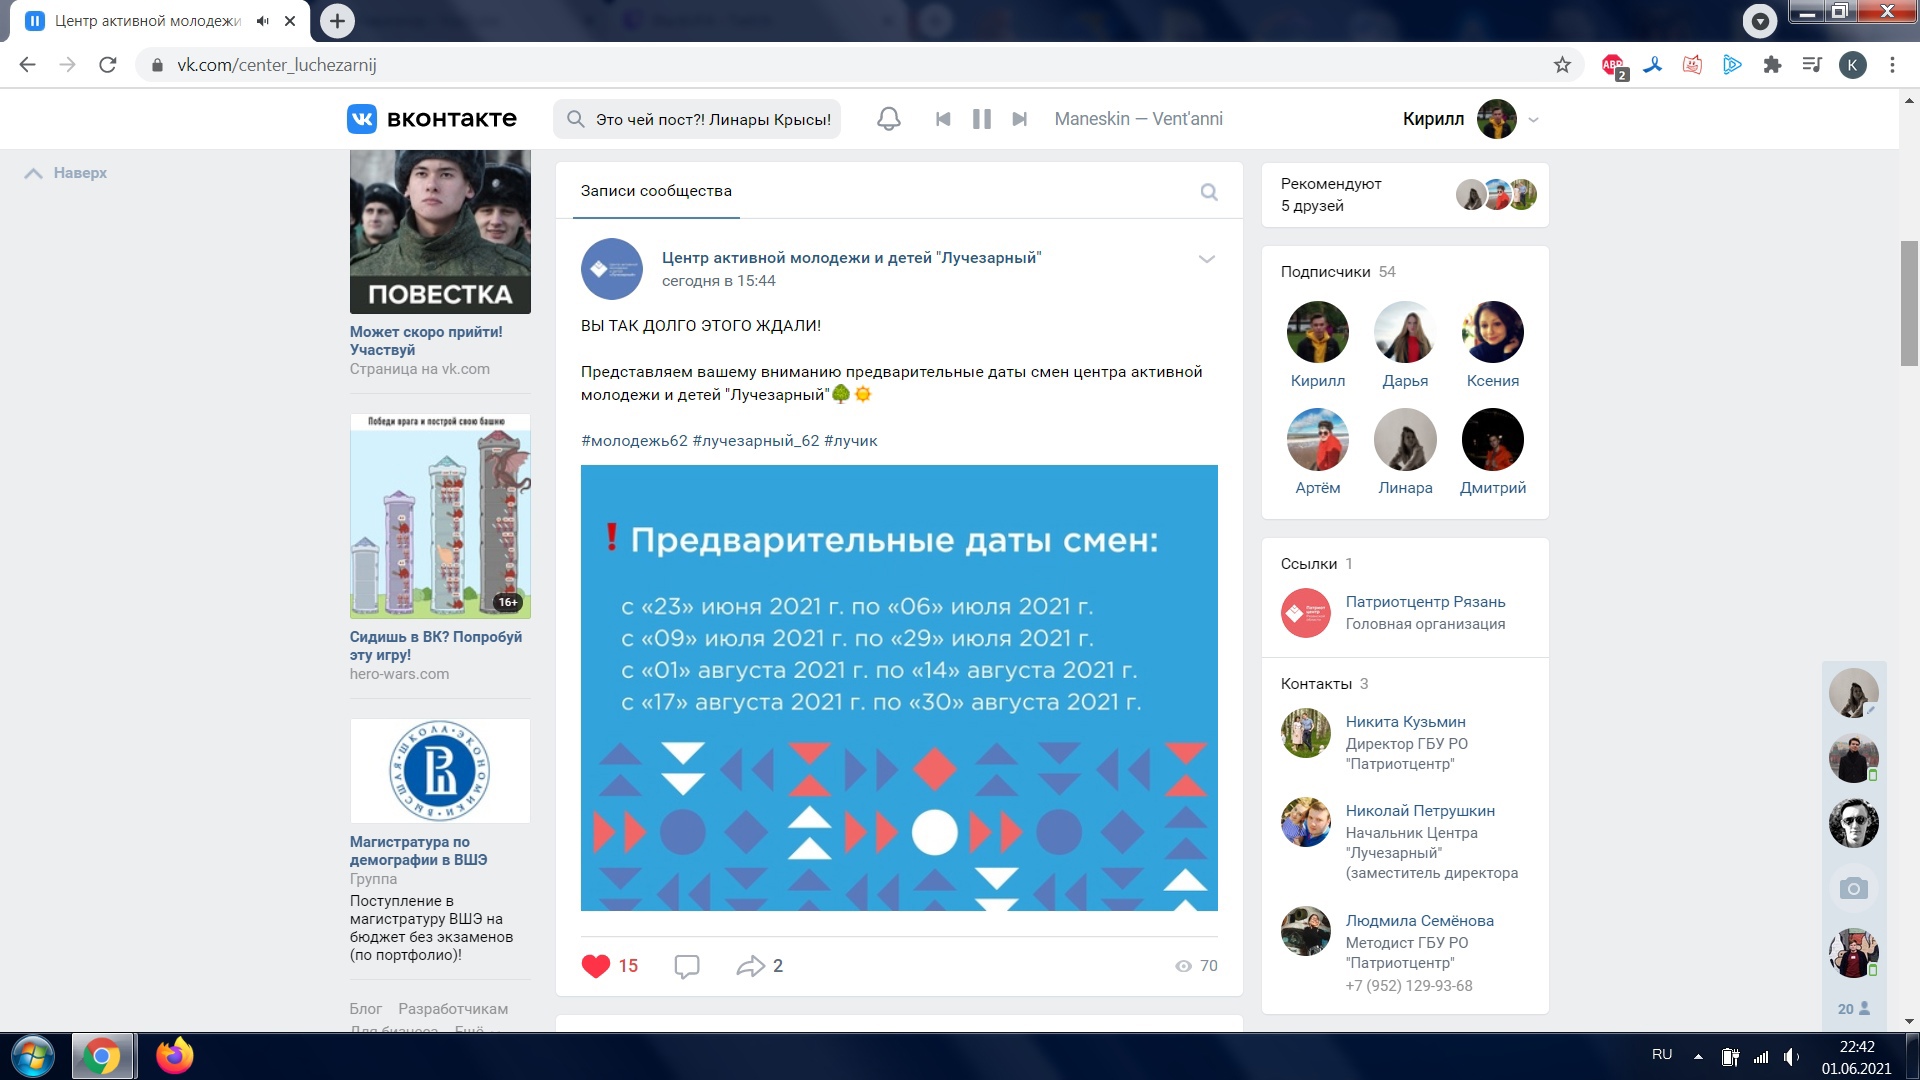 Центр активной молодежи
vk.com/center_luchezarnij
ABP
2
K
вконтакте
Это чей пост?! Линары Крысы!
Maneskin — Vent'anni
Кирилл
Наверх
ПОВЕСТКА
Может скоро прийти!
Участвуй
Страница на vk.com
Победи врага и построй свою башню
16+
Сидишь в ВК? Попробуй
эту игру!
hero-wars.com
ВЫСШАЯ ШКОЛА ЭКОНОМИКИ
Магистратура по
демографии в ВШЭ
Группа
Поступление в
магистратуру ВШЭ на
бюджет без экзаменов
(по портфолио)!
Блог Разработчикам
Для бизнеса Ещё
Записи сообщества
Центр активной молодежи и детей "Лучезарный"
сегодня в 15:44
ВЫ ТАК ДОЛГО ЭТОГО ЖДАЛИ!
Представляем вашему вниманию предварительные даты смен центра активной
молодежи и детей "Лучезарный"🌳☀️
#молодежь62 #лучезарный_62 #лучик
! Предварительные даты смен:
с «23» июня 2021 г. по «06» июля 2021 г.
с «09» июля 2021 г. по «29» июля 2021 г.
с «01» августа 2021 г. по «14» августа 2021 г.
с «17» августа 2021 г. по «30» августа 2021 г.
15
2
70
Рекомендуют
5 друзей
Подписчики 54
Кирилл Дарья Ксения
Артём Линара Дмитрий
Ссылки 1
Патриотцентр Рязань
Головная организация
Контакты 3
Никита Кузьмин
Директор ГБУ РО
"Патриотцентр"
Николай Петрушкин
Начальник Центра
"Лучезарный"
(заместитель директора
Людмила Семёнова
Методист ГБУ РО
"Патриотцентр"
+7 (952) 129-93-68
20
RU
22:42
01.06.2021